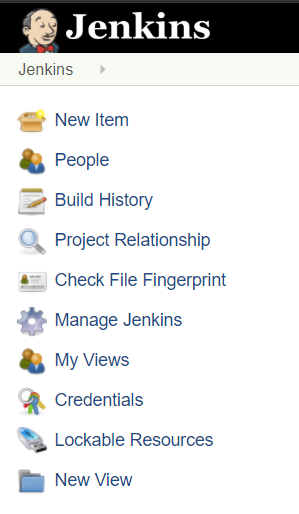 Jenkins
Jenkins
New Item
People
Build History
Project Relationship
Check File Fingerprint
Manage Jenkins
My Views
Credentials
Lockable Resources
New View